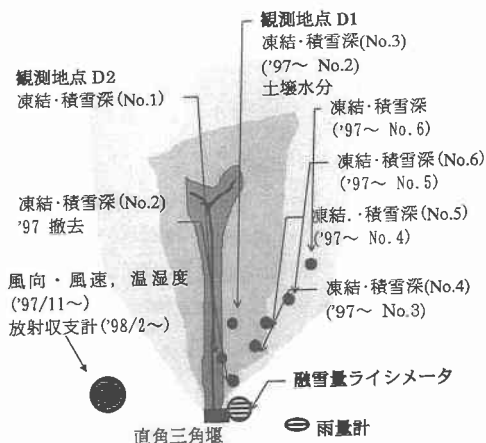 観測地点 D1
凍結･積雪深(No.3)
('97～ No.2)
土壌水分
観測地点 D2
凍結･積雪深(No.1)
凍結･積雪深
('97～ No.6)
凍結･積雪深(No.6)
('97～ No.5)
凍結･積雪深(No.2)
'97 撤去
凍結.･積雪深(No.5)
('97～ No.4)
風向・風速，温湿度
('97/11～)
放射収支計('98/2～)
凍結･積雪深(No.4)
('97～ No.3)
融雪量ライシメータ
雨量計
直角三角堰